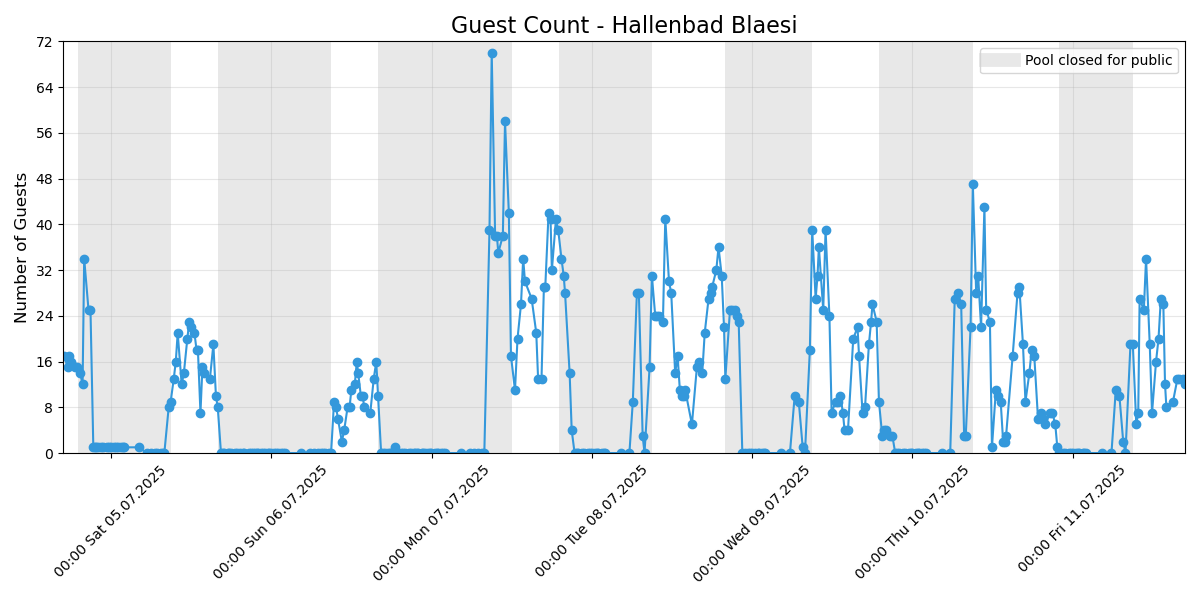 Guest Count - Hallenbad Blaesi
Pool closed for public
Number of Guests
72
64
56
48
40
32
24
16
8
0
00:00 Sat 05.07.2025
00:00 Sun 06.07.2025
00:00 Mon 07.07.2025
00:00 Tue 08.07.2025
00:00 Wed 09.07.2025
00:00 Thu 10.07.2025
00:00 Fri 11.07.2025